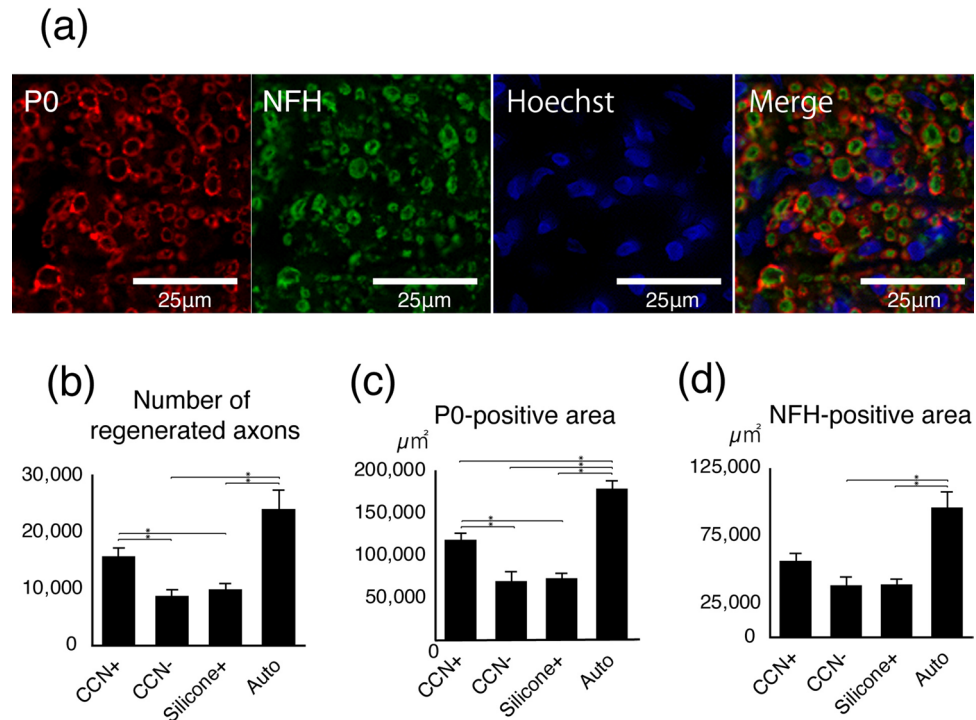 (a)
P0
NFH
Hoechst
Merge
25μm
25μm
25μm
25μm
(b)
Number of
regenerated axons
30,000
20,000
10,000
0
*
*
*
*
CCN+
CCN-
Silicone+
Auto
(c)
P0-positive area
μm²
200,000
150,000
100,000
50,000
0
*
*
*
*
*
CCN+
CCN-
Silicone+
Auto
(d)
NFH-positive area
μm²
125,000
75,000
25,000
0
*
*
CCN+
CCN-
Silicone+
Auto